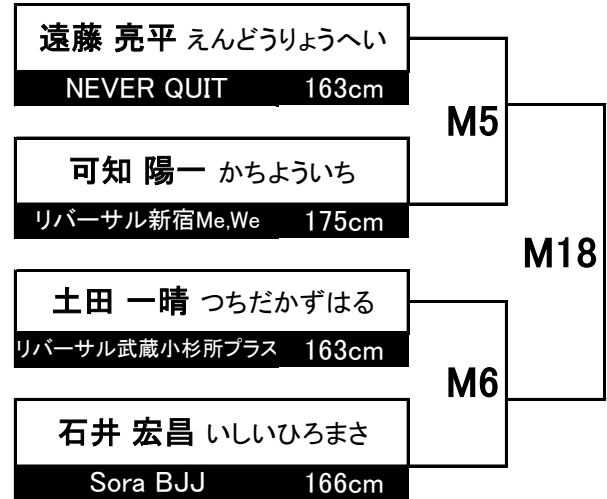 遠藤 亮平 えんどうりょうへい
NEVER QUIT 163cm
M5
可知 陽一 かちよういち
リバーサル新宿Me,We 175cm
M18
土田 一晴 つちだかずはる
リバーサル武蔵小杉所プラス 163cm
M6
石井 宏昌 いしいひろまさ
Sora BJJ 166cm